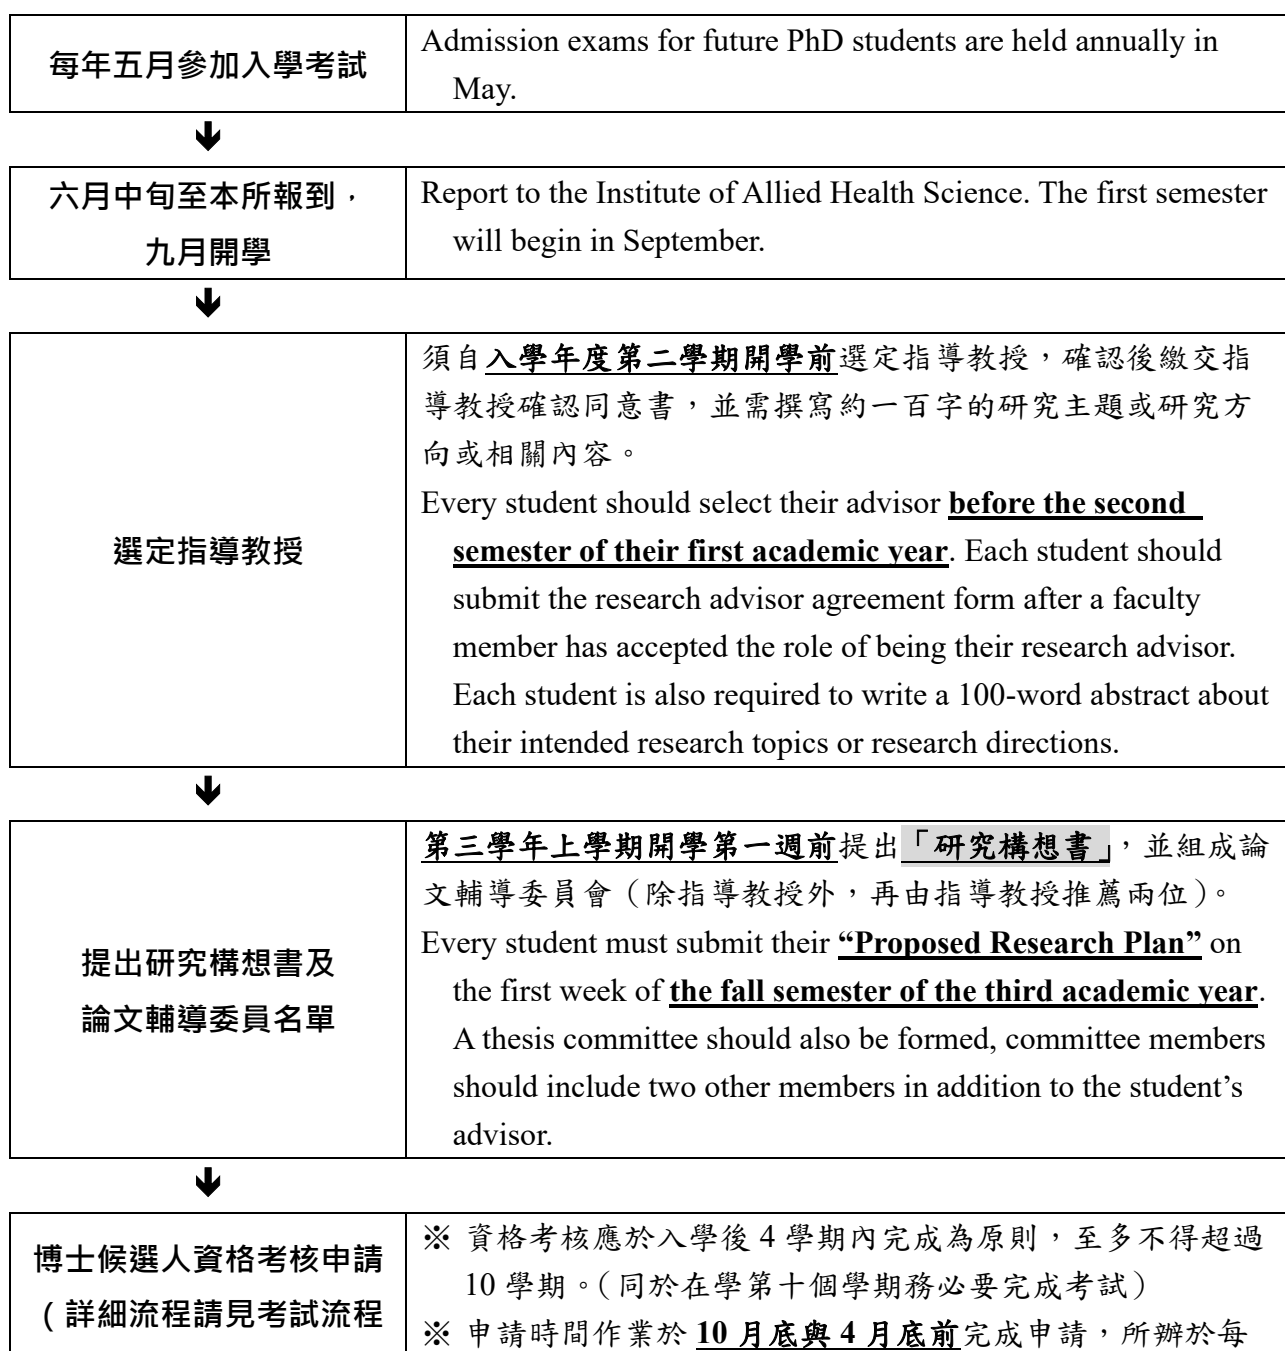 每年五月參加入學考試
Admission exams for future PhD students are held annually in
May.
六月中旬至本所報到，
九月開學
Report to the Institute of Allied Health Science. The first semester
will begin in September.
選定指導教授
須自入學年度第二學期開學前選定指導教授，確認後繳交指
導教授確認同意書，並需撰寫約一百字的研究主題或研究方
向或相關內容。
Every student should select their advisor before the second
semester of their first academic year. Each student should
submit the research advisor agreement form after a faculty
member has accepted the role of being their research advisor.
Each student is also required to write a 100-word abstract about
their intended research topics or research directions.
提出研究構想書及
論文輔導委員名單
第三學年上學期開學第一週前提出「研究構想書」，並組成論
文輔導委員會（除指導教授外，再由指導教授推薦兩位）。
Every student must submit their “Proposed Research Plan” on
the first week of the fall semester of the third academic year.
A thesis committee should also be formed, committee members
should include two other members in addition to the student’s
advisor.
博士候選人資格考核申請
（詳細流程請見考試流程
※ 資格考核應於入學後 4 學期內完成為原則，至多不得超過
10 學期。（同於在學第十個學期務必要完成考試）
※ 申請時間作業於 10 月底與 4 月底前完成申請，所辦於每